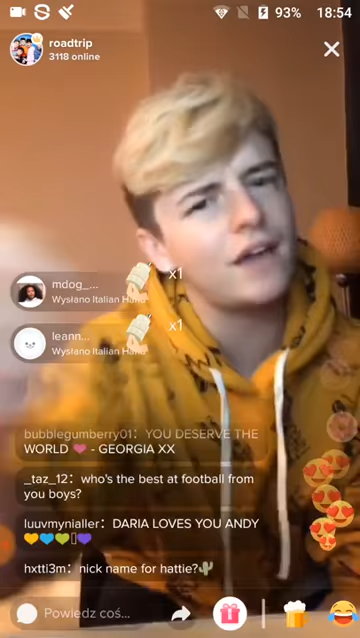 93% 18:54
roadtrip
3118 online
x1
mdog_...
Wysłano Italian Hand
x1
leann...
Wysłano Italian Hand
bubblegumberry01: YOU DESERVE THE
WORLD ❤️ - GEORGIA XX
_taz_12: who's the best at football from
you boys?
luuvmynialler: DARIA LOVES YOU ANDY
🧡💙💚▯💜
hxtti3m: nick name for hattie?🌵
Powiedz coś...